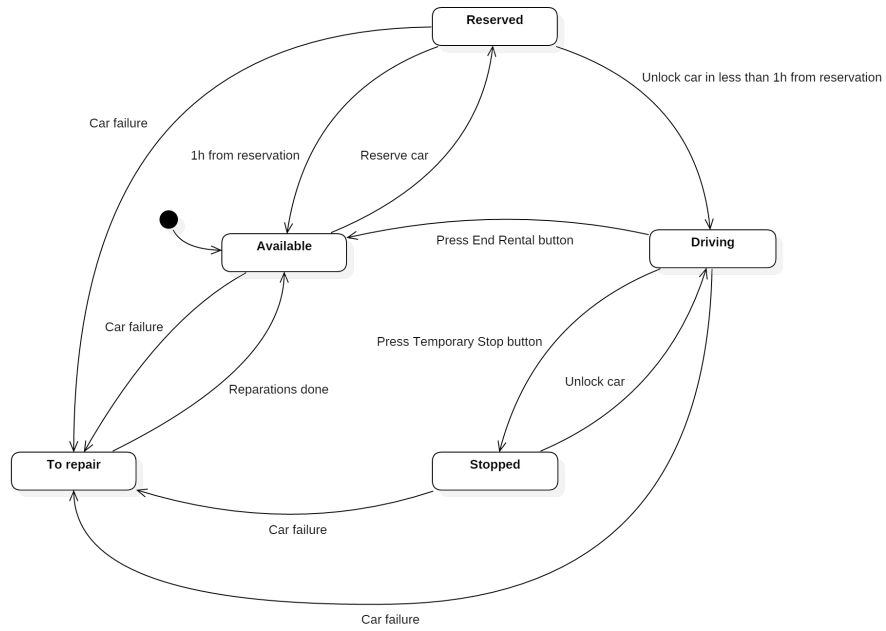 Reserved
Unlock car in less than 1h from reservation
Car failure
1h from reservation
Reserve car
Available
Press End Rental button
Driving
Car failure
Press Temporary Stop button
Unlock car
Reparations done
To repair
Stopped
Car failure
Car failure